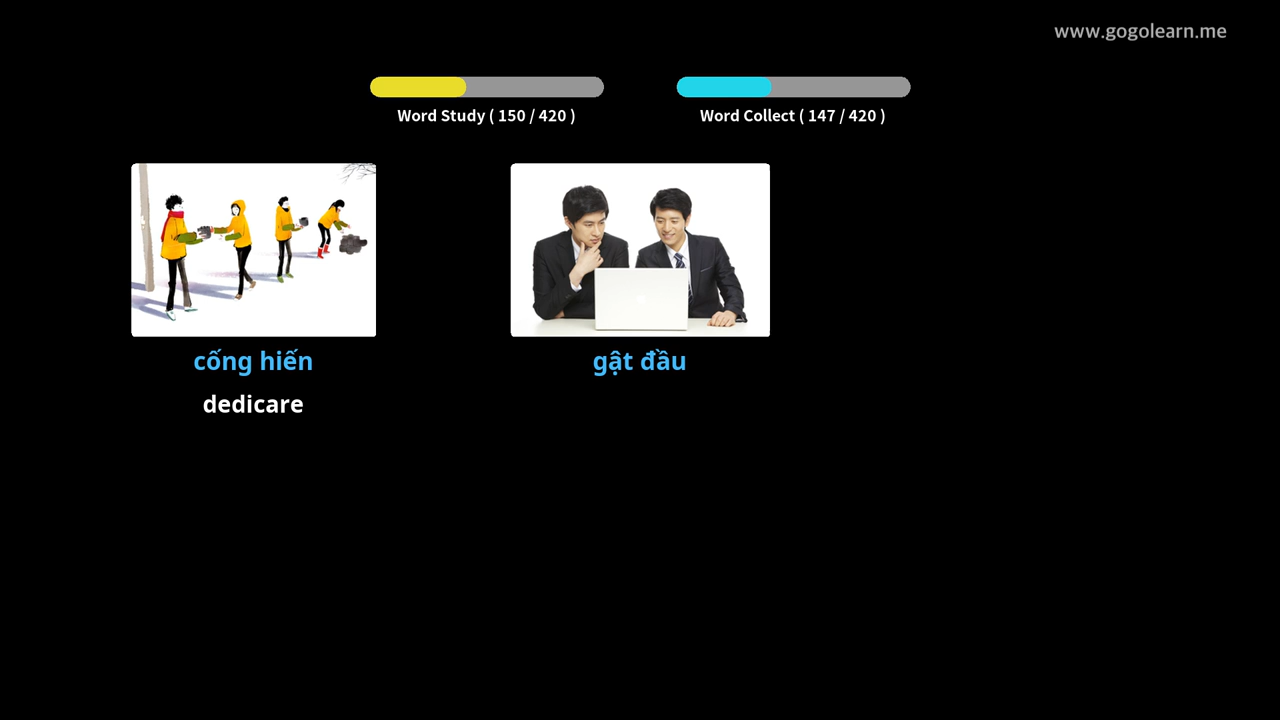 www.gogolearn.me
Word Study ( 150 / 420 )
Word Collect ( 147 / 420 )
cống hiến
gật đầu
dedicare